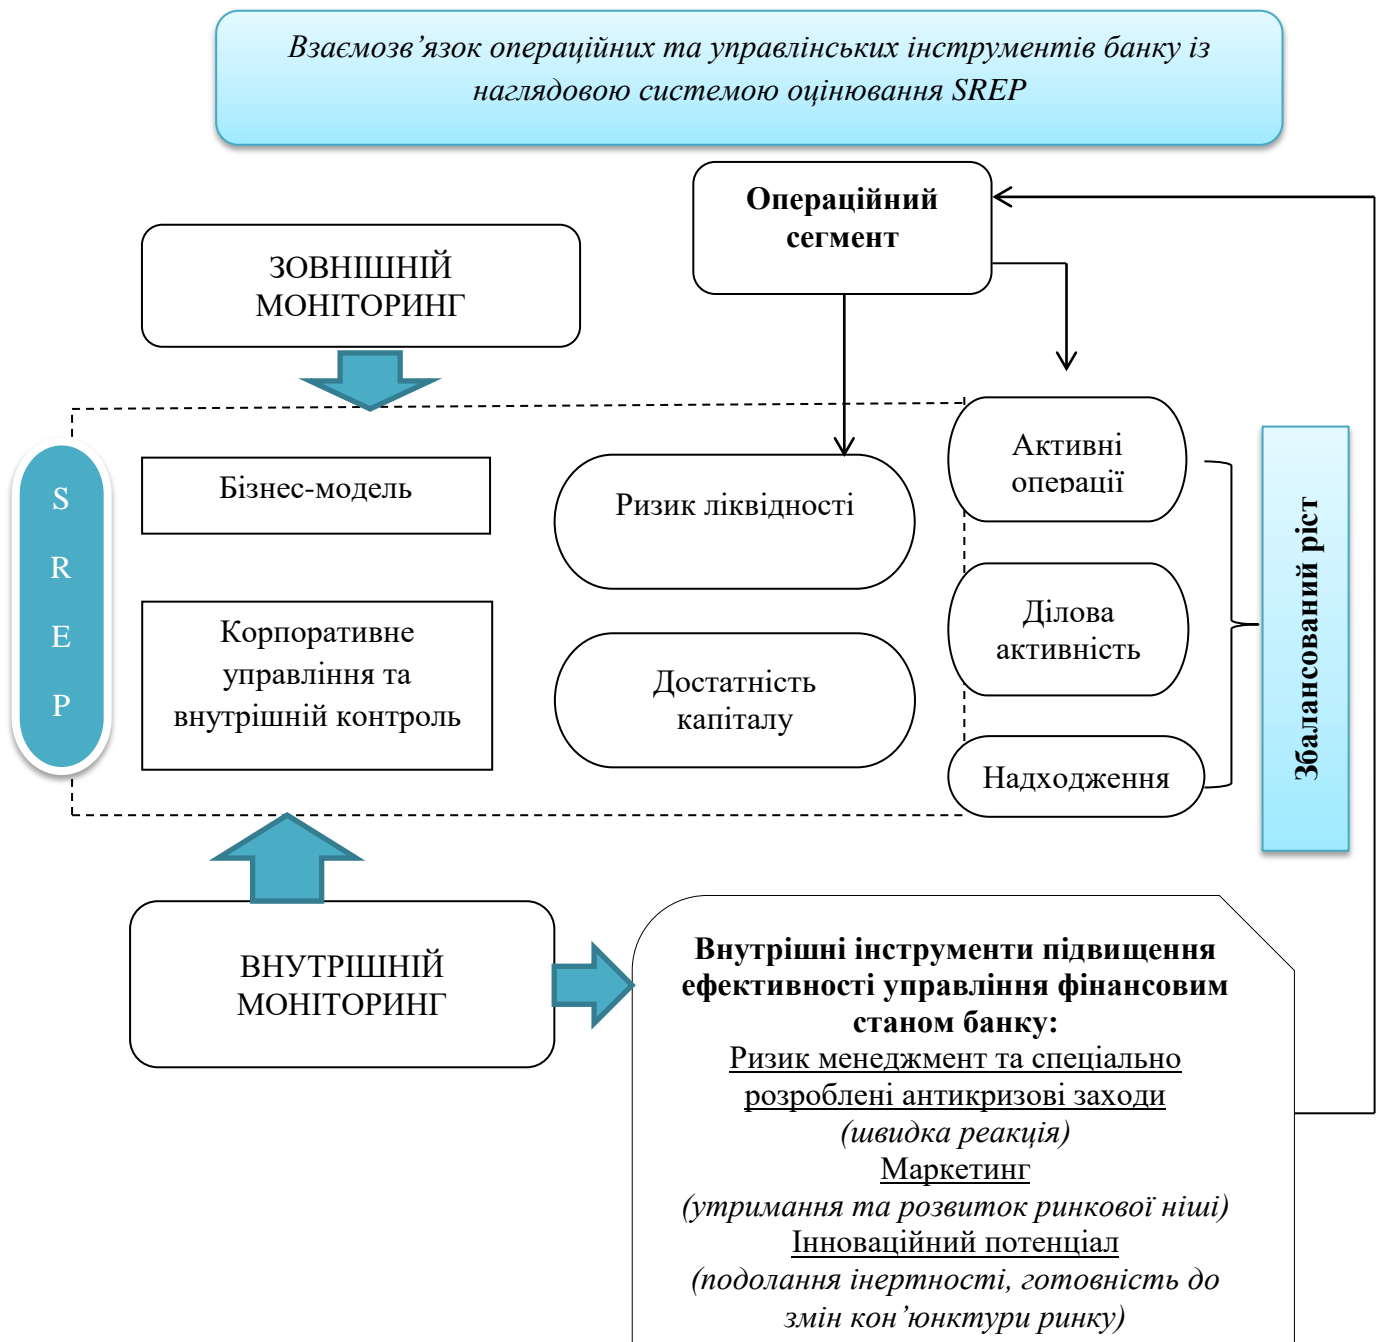 Взаємозв’язок операційних та управлінських інструментів банку із
наглядовою системою оцінювання SREP
Операційний
сегмент
ЗОВНІШНІЙ
МОНІТОРИНГ
S
R
E
P
Бізнес-модель
Корпоративне
управління та
внутрішній контроль
Ризик ліквідності
Достатність
капіталу
Активні
операції
Ділова
активність
Надходження
Збалансований ріст
ВНУТРІШНІЙ
МОНІТОРИНГ
Внутрішні інструменти підвищення
ефективності управління фінансовим
станом банку:
Ризик менеджмент та спеціально
розроблені антикризові заходи
(швидка реакція)
Маркетинг
(утримання та розвиток ринкової ніші)
Інноваційний потенціал
(подолання інертності, готовність до
змін кон’юнктури ринку)